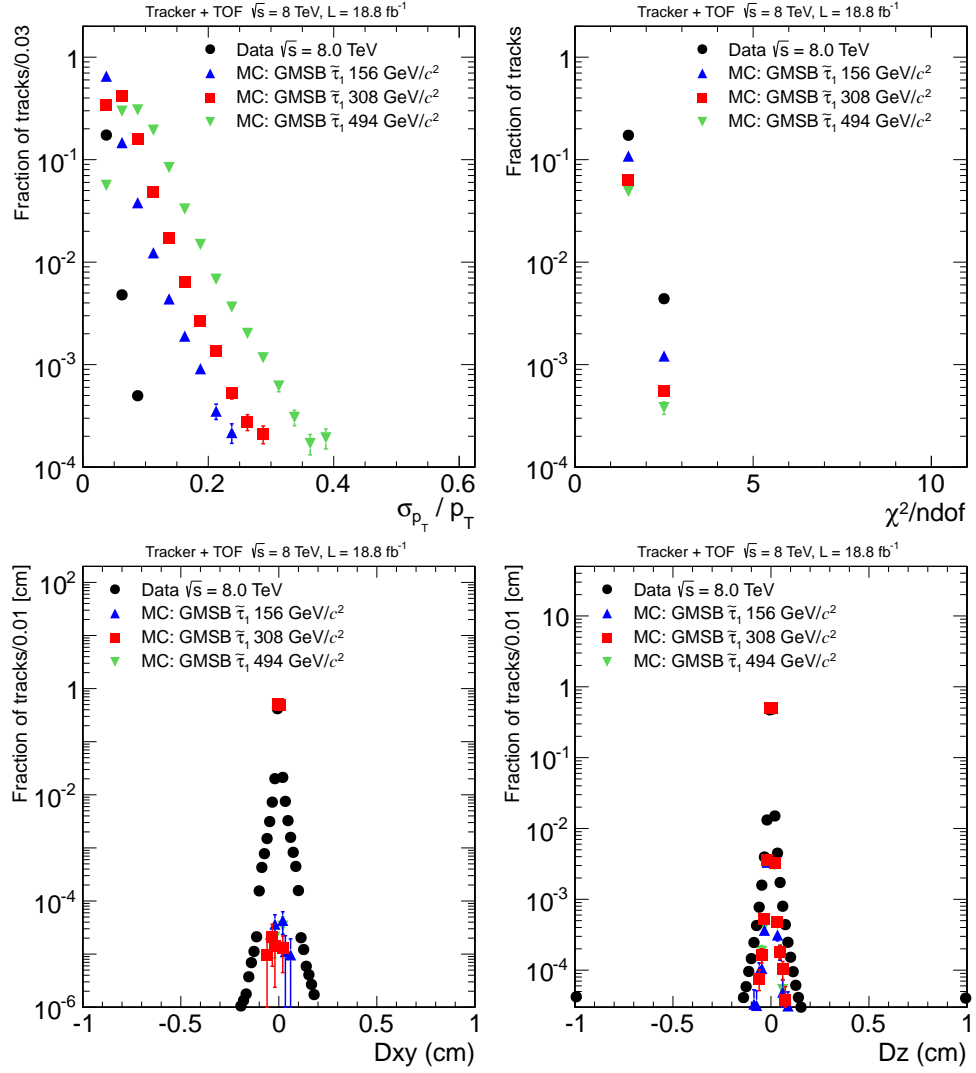 Tracker + TOF √s = 8 TeV, L = 18.8 fb⁻¹
Fraction of tracks/0.03
Data √s = 8.0 TeV
MC: GMSB τ̃₁ 156 GeV/c²
MC: GMSB τ̃₁ 308 GeV/c²
MC: GMSB τ̃₁ 494 GeV/c²
1
10⁻¹
10⁻²
10⁻³
10⁻⁴
0 0.2 0.4 0.6
σ_{p_T} / p_T
Tracker + TOF √s = 8 TeV, L = 18.8 fb⁻¹
Fraction of tracks
Data √s = 8.0 TeV
MC: GMSB τ̃₁ 156 GeV/c²
MC: GMSB τ̃₁ 308 GeV/c²
MC: GMSB τ̃₁ 494 GeV/c²
1
10⁻¹
10⁻²
10⁻³
10⁻⁴
0 5 10
χ²/ndof
Tracker + TOF √s = 8 TeV, L = 18.8 fb⁻¹
Fraction of tracks/0.01 [cm]
Data √s = 8.0 TeV
MC: GMSB τ̃₁ 156 GeV/c²
MC: GMSB τ̃₁ 308 GeV/c²
MC: GMSB τ̃₁ 494 GeV/c²
10²
1
10⁻²
10⁻⁴
10⁻⁶
-1 -0.5 0 0.5 1
Dxy (cm)
Tracker + TOF √s = 8 TeV, L = 18.8 fb⁻¹
Fraction of tracks/0.01 [cm]
Data √s = 8.0 TeV
MC: GMSB τ̃₁ 156 GeV/c²
MC: GMSB τ̃₁ 308 GeV/c²
MC: GMSB τ̃₁ 494 GeV/c²
10
1
10⁻¹
10⁻²
10⁻³
10⁻⁴
-1 -0.5 0 0.5 1
Dz (cm)